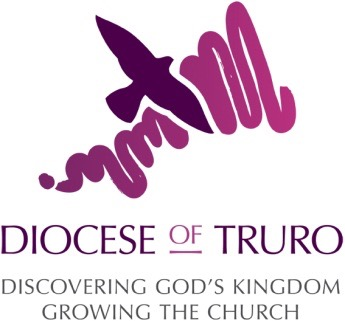 DIOCESE OF TRURO
DISCOVERING GOD'S KINGDOM
GROWING THE CHURCH